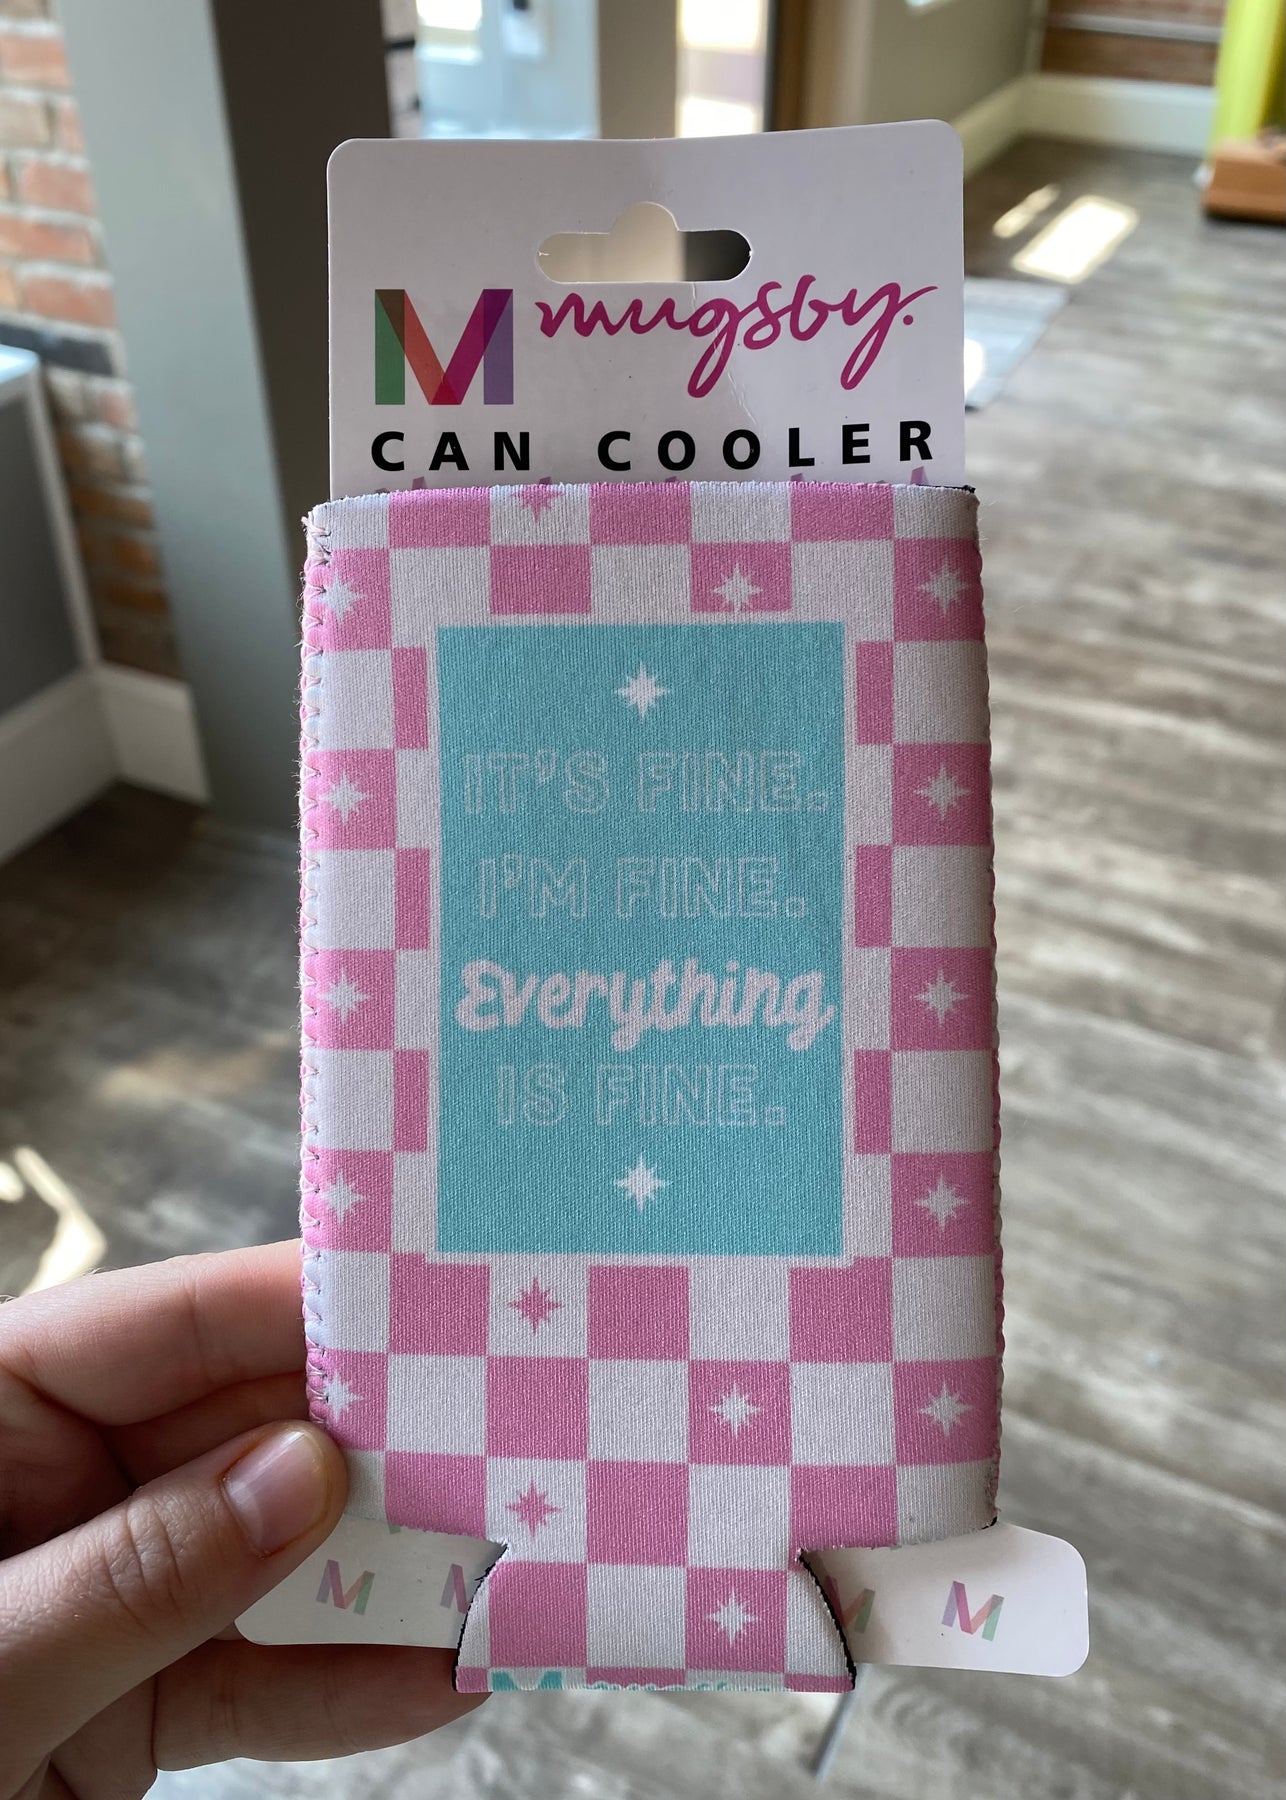 M mugsby.
CAN COOLER
IT'S FINE.
I'M FINE.
Everything
IS FINE.
M M M M
M